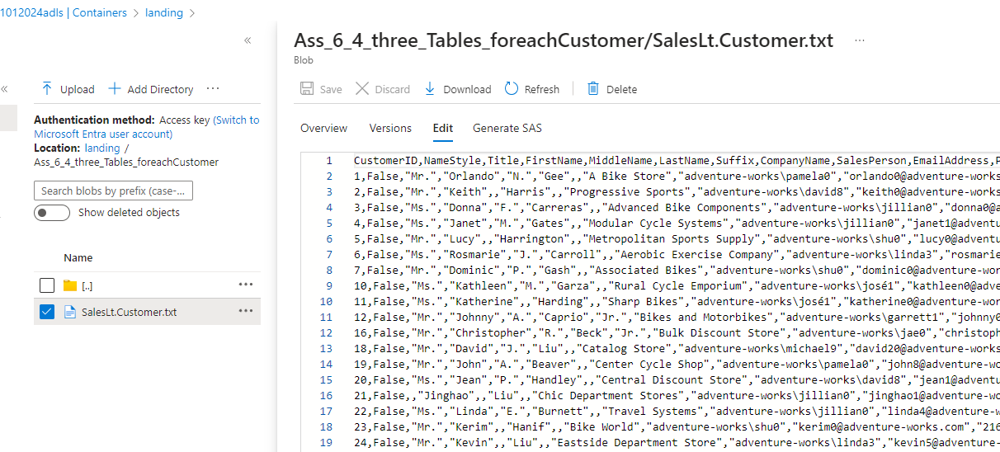 1012024adls | Containers > landing >
«
«
Upload
Add Directory
...
Authentication method: Access key (Switch to
Microsoft Entra user account)
Location: landing /
Ass_6_4_three_Tables_foreachCustomer
Search blobs by prefix (case-...
Show deleted objects
Name
[..]
...
SalesLt.Customer.txt
...
Ass_6_4_three_Tables_foreachCustomer/SalesLt.Customer.txt ...
Blob
Save Discard Download Refresh Delete
Overview Versions Edit Generate SAS
1 CustomerID,NameStyle,Title,FirstName,MiddleName,LastName,Suffix,CompanyName,SalesPerson,EmailAddress,P
2 1,False,"Mr.","Orlando","N.","Gee",,"A Bike Store","adventure-works\pamela0","orlando0@adventure-works
3 2,False,"Mr.","Keith",,"Harris",,"Progressive Sports","adventure-works\david8","keith0@adventure-works
4 3,False,"Ms.","Donna","F.","Carreras",,"Advanced Bike Components","adventure-works\jillian0","donna0@a
5 4,False,"Ms.","Janet","M.","Gates",,"Modular Cycle Systems","adventure-works\jillian0","janet1@advent
6 5,False,"Mr.","Lucy",,"Harrington",,"Metropolitan Sports Supply","adventure-works\shu0","lucy0@adventu
7 6,False,"Ms.","Rosmarie","J.","Carroll",,"Aerobic Exercise Company","adventure-works\linda3","rosmarie
8 7,False,"Mr.","Dominic","P.","Gash",,"Associated Bikes","adventure-works\shu0","dominic0@adventure-wor
9 10,False,"Ms.","Kathleen","M.","Garza",,"Rural Cycle Emporium","adventure-works\josé1","kathleen0@adve
10 11,False,"Ms.","Katherine",,"Harding",,"Sharp Bikes","adventure-works\josé1","katherine0@adventure-wo
11 12,False,"Mr.","Johnny","A.","Caprio","Jr.","Bikes and Motorbikes","adventure-works\garrett1","johnny0
12 16,False,"Mr.","Christopher","R.","Beck","Jr.","Bulk Discount Store","adventure-works\jae0","christoph
13 18,False,"Mr.","David","J.","Liu",,"Catalog Store","adventure-works\michael9","david20@adventure-works
14 19,False,"Mr.","John","A.","Beaver",,"Center Cycle Shop","adventure-works\pamela0","john8@adventure-wo
15 20,False,"Ms.","Jean","P.","Handley",,"Central Discount Store","adventure-works\david8","jean1@adventu
16 21,False,,"Jinghao",,"Liu",,"Chic Department Stores","adventure-works\jillian0","jinghao1@adventure-wo
17 22,False,"Ms.","Linda","E.","Burnett",,"Travel Systems","adventure-works\jillian0","linda4@adventure-w
18 23,False,"Mr.","Kerim",,"Hanif",,"Bike World","adventure-works\shu0","kerim0@adventure-works.com","216
19 24,False,"Mr.","Kevin",,"Liu",,"Eastside Department Store","adventure-works\linda3","kevin5@adventure-